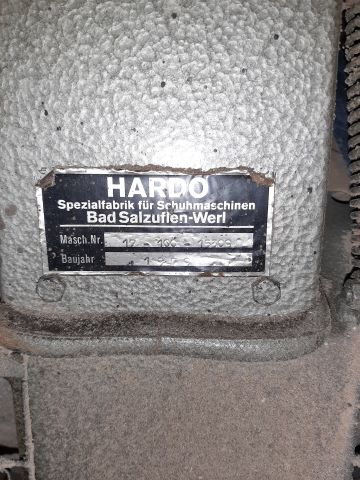 HARDO
Spezialfabrik für Schuhmaschinen
Bad Salzuflen-Werl
Masch.Nr.
Baujahr